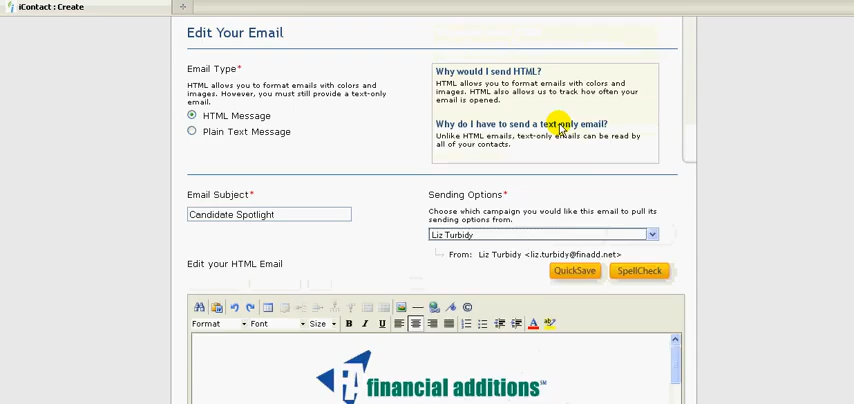 iContact : Create
Edit Your Email
Email Type*
HTML allows you to format emails with colors and
images. However, you must still provide a text-only
email.
HTML Message
Plain Text Message
Why would I send HTML?
HTML allows you to format emails with colors and
images. HTML also allows us to track how often your
email is opened.
Why do I have to send a text-only email?
Unlike HTML emails, text-only emails can be read by
all of your contacts.
Email Subject*
Candidate Spotlight
Sending Options*
Choose which campaign you would like this email to pull its
sending options from.
Liz Turbidy
From: Liz Turbidy <liz.turbidy@finadd.net>
Edit your HTML Email
QuickSave SpellCheck
Format Font Size B I U A ab
financial additions SM